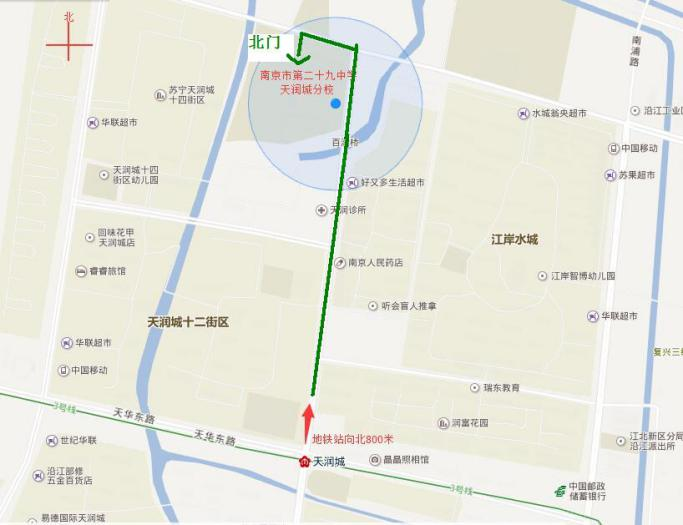 北
南浦路
北门
南京市第二十九中学
天润城分校
苏宁天润城
十四街区
华联超市
水城翁央超市
沿江工业
中国移动
天润城十四
街区幼儿园
好又多生活超市
苏果超市
天润诊所
回味花甲
天润城店
江岸水城
睿睿旅馆
南京人民药店
江岸智博幼儿园
听会盲人推拿
天润城十二街区
华联超市
华联超市
复兴三
中国移动
瑞东教育
3号线
天华东路
润富花园
天华东路
地铁站向北800米
世纪华联
江北新区分局
沿江派出所
天润城
晶晶照相馆
沿江部修
五金百货店
3号线
中国邮政
储蓄银行
易德国际天润城